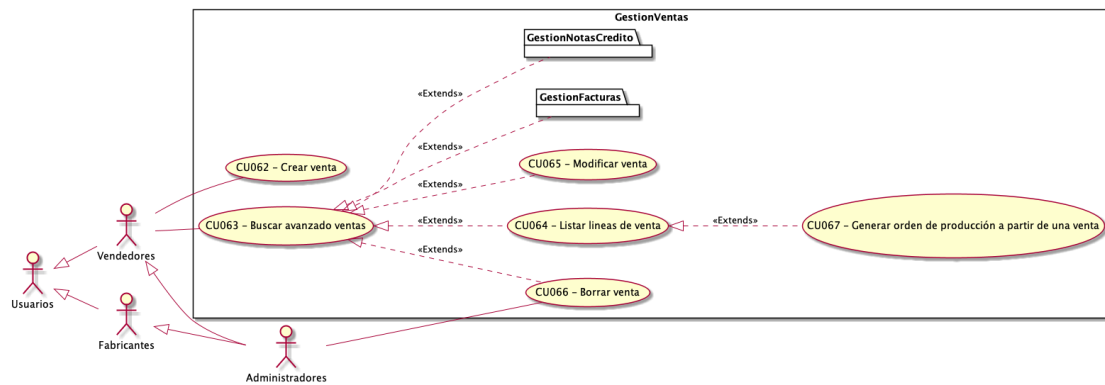 GestionVentas
GestionNotasCredito
«Extends»
GestionFacturas
«Extends»
CU062 – Crear venta
CU065 – Modificar venta
«Extends»
CU063 – Buscar avanzado ventas
«Extends»
CU064 – Listar lineas de venta
«Extends»
CU067 – Generar orden de producción a partir de una venta
Vendedores
«Extends»
CU066 – Borrar venta
Usuarios
Fabricantes
Administradores